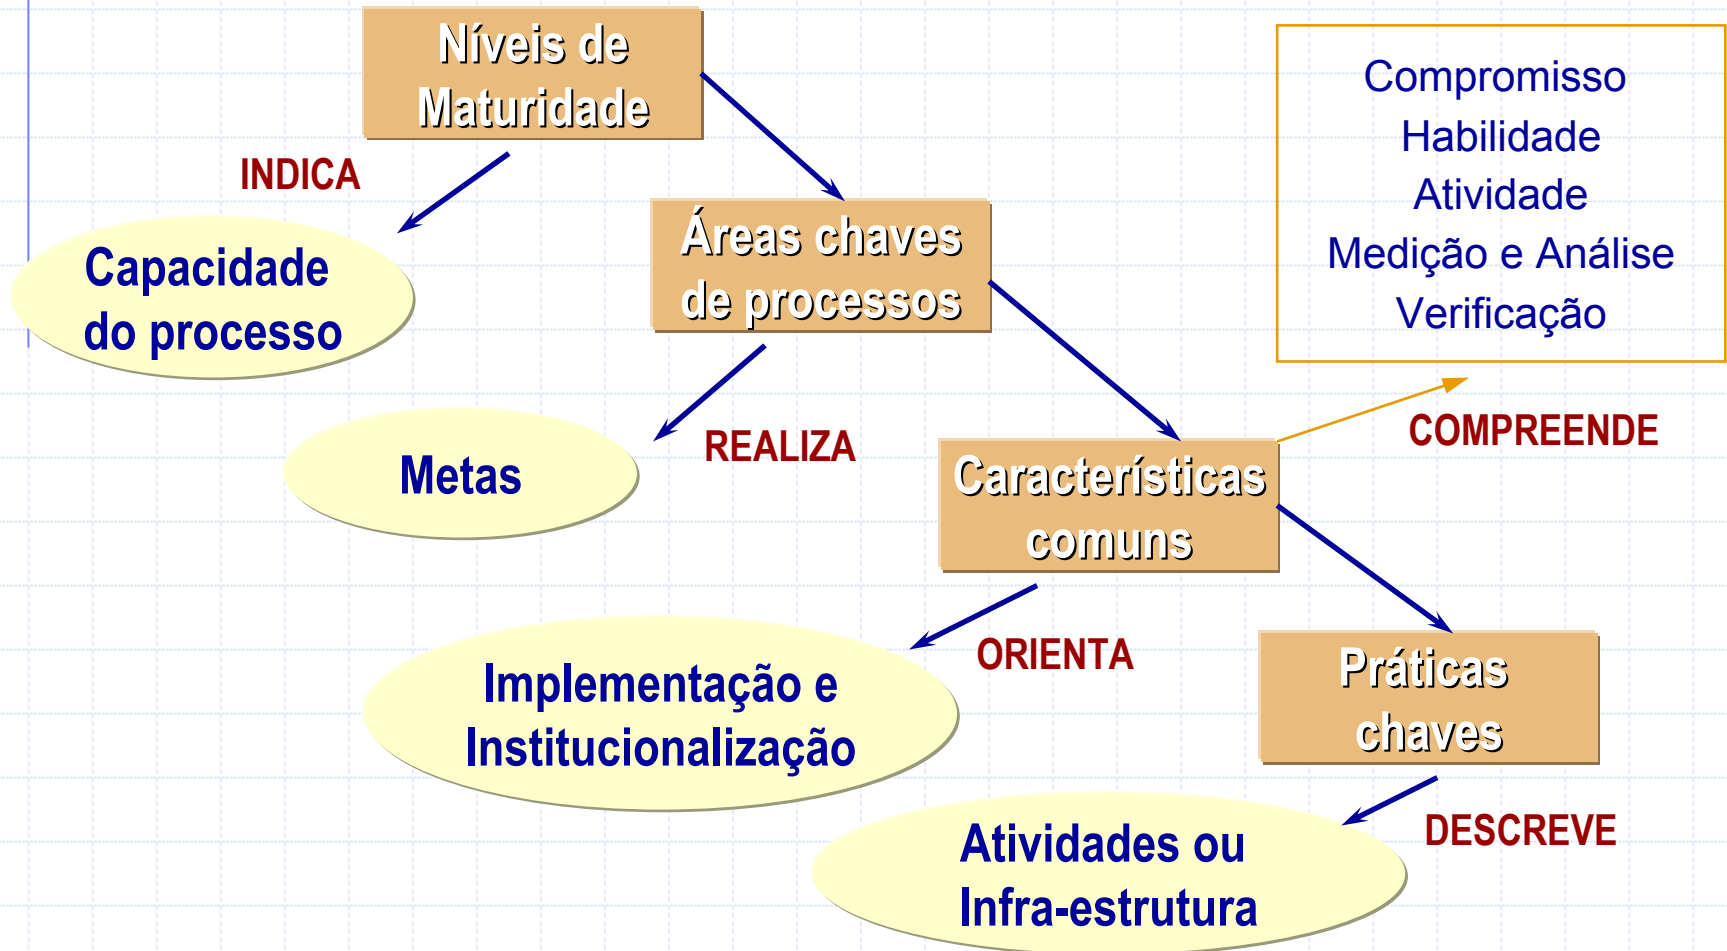 Níveis de
Maturidade
INDICA
Capacidade
do processo
Áreas chaves
de processos
REALIZA
Metas
Compromisso
Habilidade
Atividade
Medição e Análise
Verificação
COMPREENDE
Características
comuns
ORIENTA
Implementação e
Institucionalização
Práticas
chaves
DESCREVE
Atividades ou
Infra-estrutura